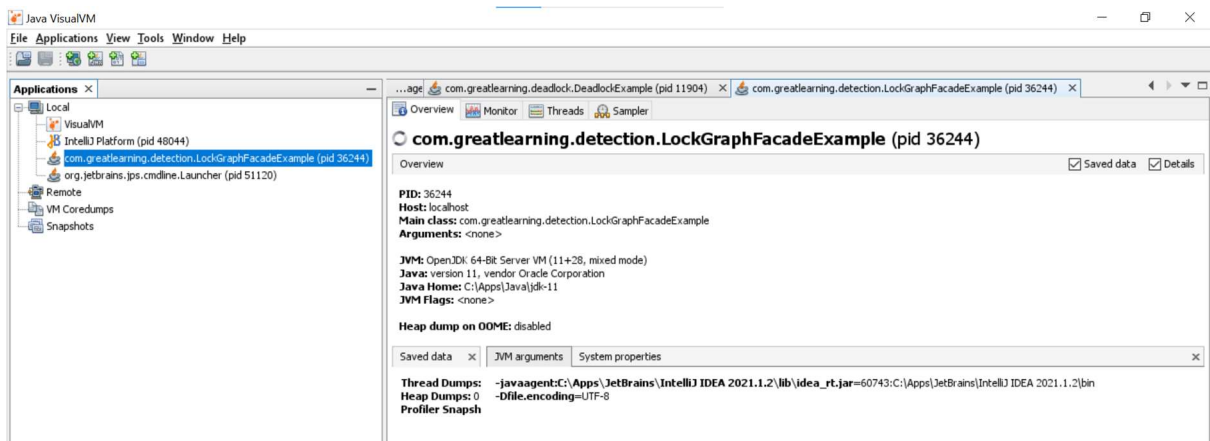 Java VisualVM
File Applications View Tools Window Help
Applications
Local
VisualVM
IntelliJ Platform (pid 48044)
com.greatlearning.detection.LockGraphFacadeExample (pid 36244)
org.jetbrains.jps.cmdline.Launcher (pid 51120)
Remote
VM Coredumps
Snapshots
...age com.greatlearning.deadlock.DeadlockExample (pid 11904) com.greatlearning.detection.LockGraphFacadeExample (pid 36244)
Overview Monitor Threads Sampler
com.greatlearning.detection.LockGraphFacadeExample (pid 36244)
Overview Saved data Details
PID: 36244
Host: localhost
Main class: com.greatlearning.detection.LockGraphFacadeExample
Arguments: <none>
JVM: OpenJDK 64-Bit Server VM (11+28, mixed mode)
Java: version 11, vendor Oracle Corporation
Java Home: C:\Apps\Java\jdk-11
JVM Flags: <none>
Heap dump on OOME: disabled
Saved data JVM arguments System properties
Thread Dumps: -javaagent:C:\Apps\JetBrains\IntelliJ IDEA 2021.1.2\lib\idea_rt.jar=60743:C:\Apps\JetBrains\IntelliJ IDEA 2021.1.2\bin
Heap Dumps: 0 -Dfile.encoding=UTF-8
Profiler Snapsh